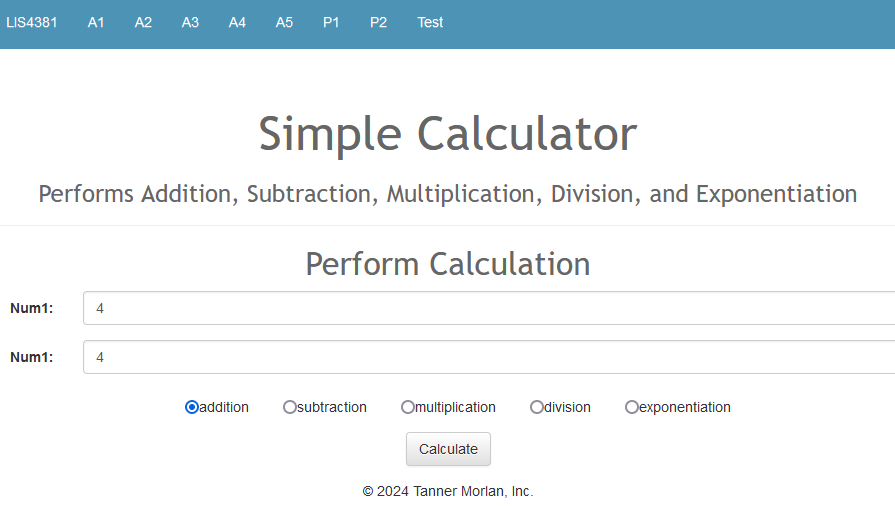 LIS4381 A1 A2 A3 A4 A5 P1 P2 Test
Simple Calculator
Performs Addition, Subtraction, Multiplication, Division, and Exponentiation
Perform Calculation
Num1: 4
Num1: 4
addition subtraction multiplication division exponentiation
Calculate
© 2024 Tanner Morlan, Inc.